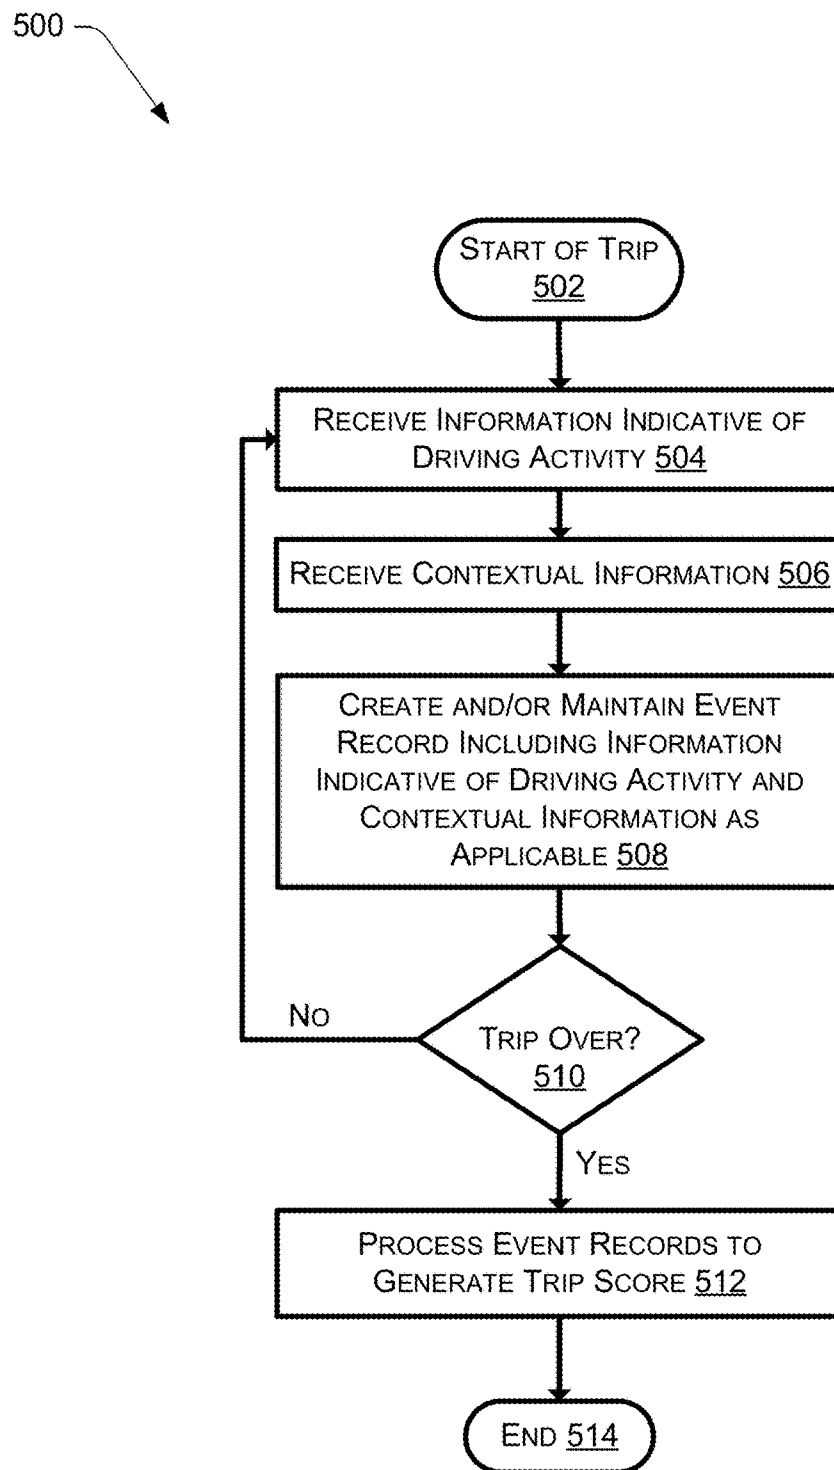 500
START OF TRIP
502
RECEIVE INFORMATION INDICATIVE OF
DRIVING ACTIVITY 504
RECEIVE CONTEXTUAL INFORMATION 506
CREATE AND/OR MAINTAIN EVENT
RECORD INCLUDING INFORMATION
INDICATIVE OF DRIVING ACTIVITY AND
CONTEXTUAL INFORMATION AS
APPLICABLE 508
NO
TRIP OVER?
510
YES
PROCESS EVENT RECORDS TO
GENERATE TRIP SCORE 512
END 514